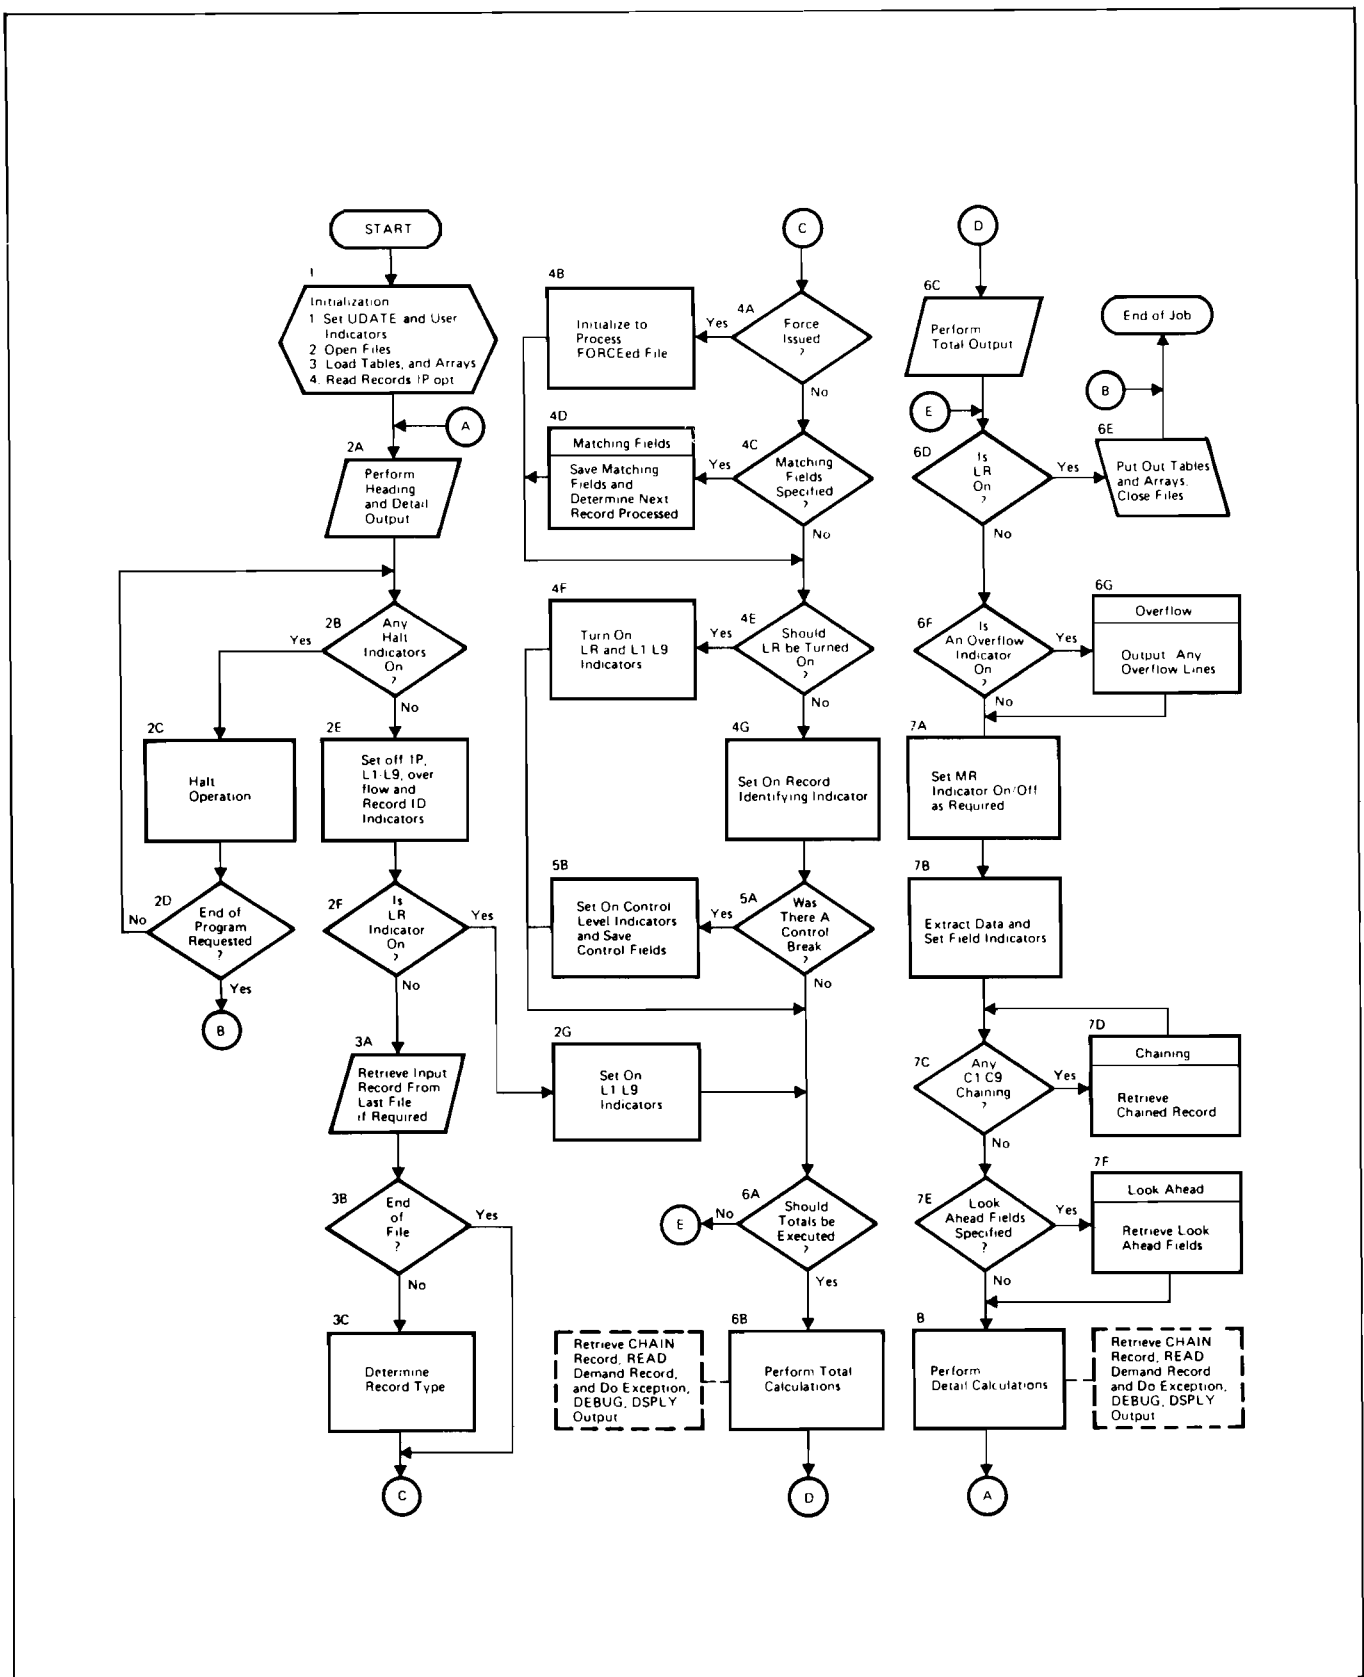 START
1
Initialization
1 Set UDATE and User
Indicators
2 Open Files
3 Load Tables, and Arrays
4. Read Records IP opt
A
2A
Perform
Heading
and Detail
Output
2B
Any
Halt
Indicators
On
?
Yes
No
2C
Halt
Operation
2D
End of
Program
Requested
?
No
Yes
B
2E
Set off 1P,
L1-L9, over
flow and
Record ID
Indicators
2F
Is
LR
Indicator
On
?
Yes
No
3A
Retrieve Input
Record From
Last File
if Required
3B
End
of
File
?
Yes
No
3C
Determine
Record Type
C
C
4A
Force
Issued
?
Yes
No
4B
Initialize to
Process
FORCEed File
4C
Matching
Fields
Specified
?
Yes
No
4D
Matching Fields
Save Matching
Fields and
Determine Next
Record Processed
4E
Should
LR be Turned
On
?
Yes
No
4F
Turn On
LR and L1 L9
Indicators
4G
Set On Record
Identifying Indicator
5A
Was
There A
Control
Break
?
Yes
No
5B
Set On Control
Level Indicators
and Save
Control Fields
2G
Set On
L1 L9
Indicators
6A
Should
Totals be
Executed
?
No
E
Yes
6B
Perform Total
Calculations
Retrieve CHAIN
Record, READ
Demand Record,
and Do Exception,
DEBUG, DSPLY
Output
D
D
6C
Perform
Total Output
E
6D
Is
LR
On
?
Yes
No
6E
Put Out Tables
and Arrays.
Close Files
B
End of Job
6F
Is
An Overflow
Indicator
On
?
Yes
No
6G
Overflow
Output Any
Overflow Lines
7A
Set MR
Indicator On/Off
as Required
7B
Extract Data and
Set Field Indicators
7C
Any
C1 C9
Chaining
?
Yes
No
7D
Chaining
Retrieve
Chained Record
7E
Look
Ahead Fields
Specified
?
Yes
No
7F
Look Ahead
Retrieve Look
Ahead Fields
8
Perform
Detail Calculations
Retrieve CHAIN
Record, READ
Demand Record
and Do Exception,
DEBUG, DSPLY
Output
A